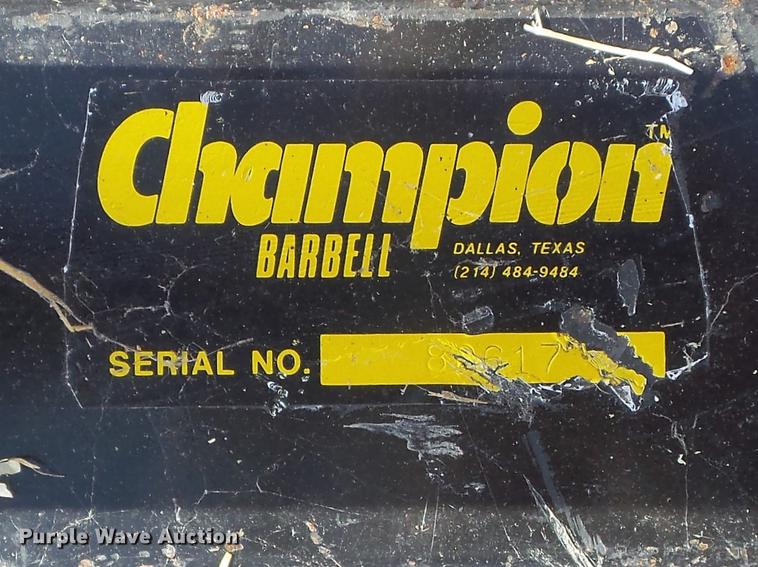 Champion™
BARBELL
DALLAS, TEXAS
(214) 484-9484
SERIAL NO.
Purple Wave Auction